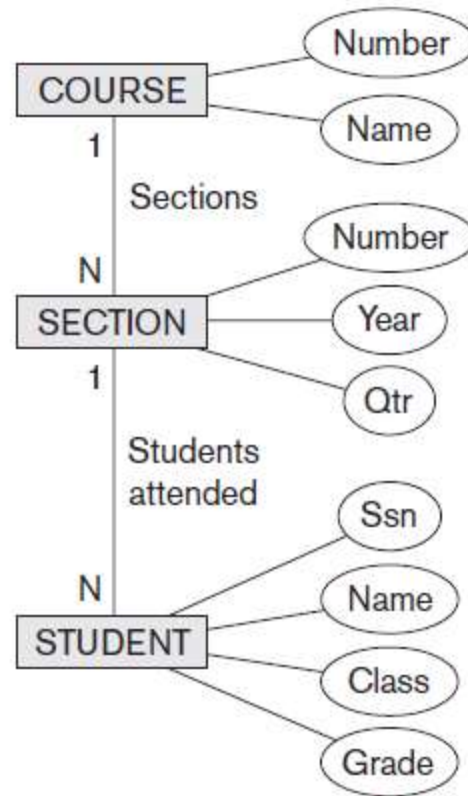 Number
COURSE
Name
1
Sections
Number
N
SECTION
Year
1
Qtr
Students
attended
Ssn
N
Name
STUDENT
Class
Grade